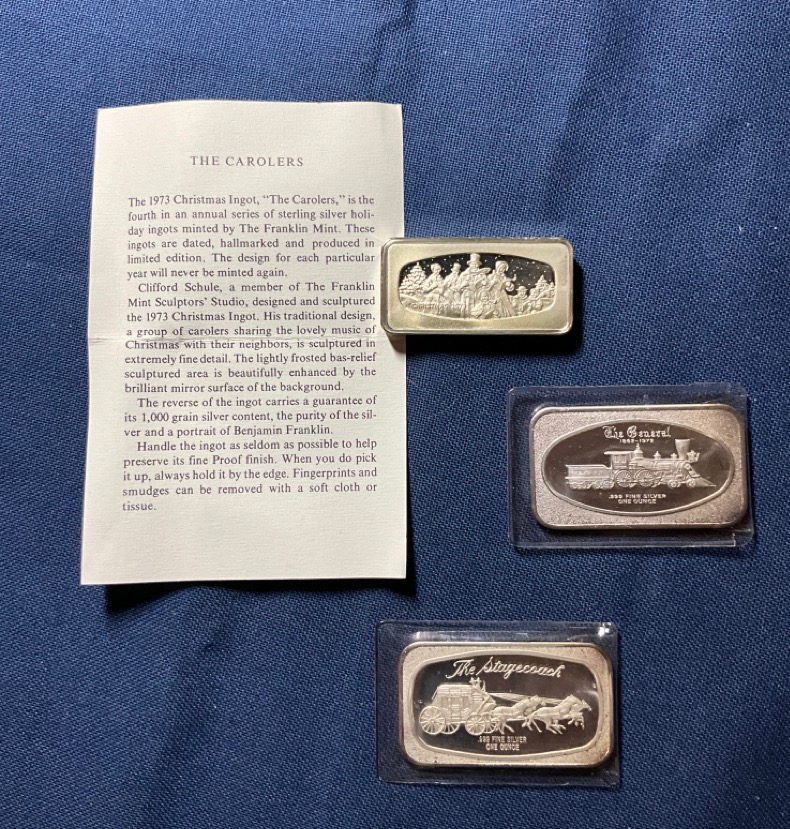 THE CAROLERS
The 1973 Christmas Ingot, “The Carolers,” is the
fourth in an annual series of sterling silver holi-
day ingots minted by The Franklin Mint. These
ingots are dated, hallmarked and produced in
limited edition. The design for each particular
year will never be minted again.
Clifford Schule, a member of The Franklin
Mint Sculptors’ Studio, designed and sculptured
the 1973 Christmas Ingot. His traditional design,
a group of carolers sharing the lovely music of
Christmas with their neighbors, is sculptured in
extremely fine detail. The lightly frosted bas-relief
sculptured area is beautifully enhanced by the
brilliant mirror surface of the background.
The reverse of the ingot carries a guarantee of
its 1,000 grain silver content, the purity of the sil-
ver and a portrait of Benjamin Franklin.
Handle the ingot as seldom as possible to help
preserve its fine Proof finish. When you do pick
it up, always hold it by the edge. Fingerprints and
smudges can be removed with a soft cloth or
tissue.
CHRISTMAS
The General
.999 FINE SILVER
ONE OUNCE
The Stagecoach
.999 FINE SILVER
ONE OUNCE